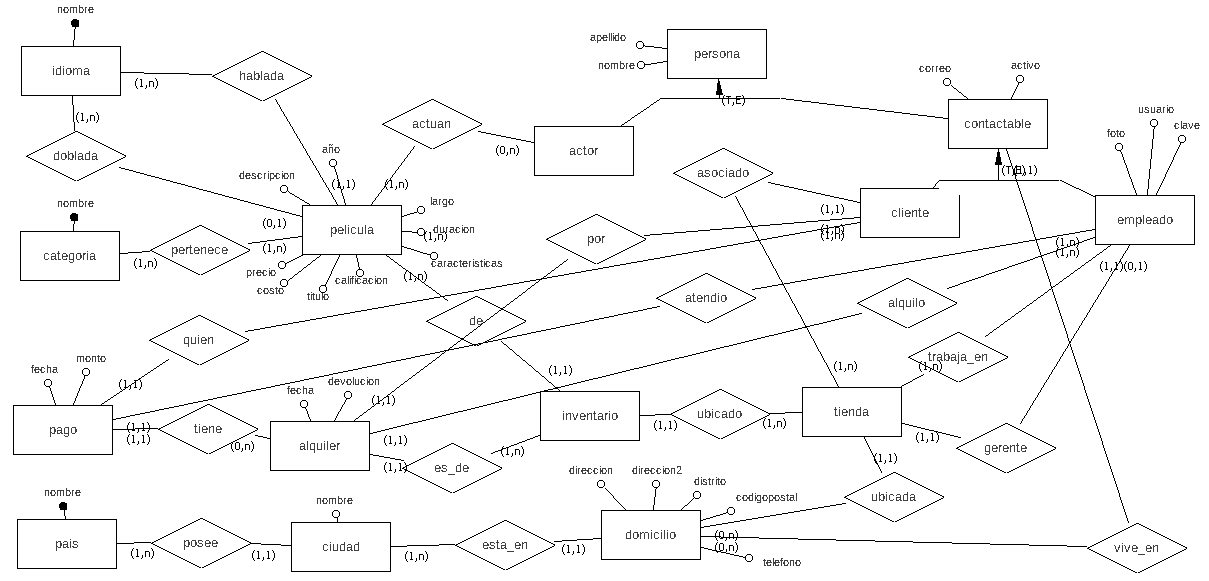 nombre
idioma
(1,n)
hablada
(1,n)
doblada
apellido
nombre
persona
(T,E)
correo
activo
contactable
usuario
foto
clave
empleado
actuan
(0,n)
actor
año
descripcion
(1,1)
(1,n)
asociado
(1,1)
cliente
(1,n)
(1,n)
nombre
categoria
(1,n)
pertenece
(0,1)
(1,n)
pelicula
largo
duracion
(1,n)
caracteristicas
precio
costo
titulo
calificacion
(1,n)
por
(1,n)
(1,n)
(1,1)
(0,1)
de
atendio
alquilo
quien
trabaja_en
(1,n)
fecha
monto
(1,1)
pago
(1,1)
(1,1)
tiene
(0,n)
fecha
devolucion
(1,1)
alquiler
(1,1)
(1,1)
es_de
(1,n)
(1,1)
inventario
(1,1)
ubicado
(1,n)
(1,n)
tienda
(1,1)
gerente
(1,1)
ubicada
nombre
pais
(1,n)
posee
(1,1)
nombre
ciudad
(1,n)
esta_en
(1,1)
direccion
direccion2
distrito
codigopostal
domicilio
(0,n)
(0,n)
telefono
vive_en